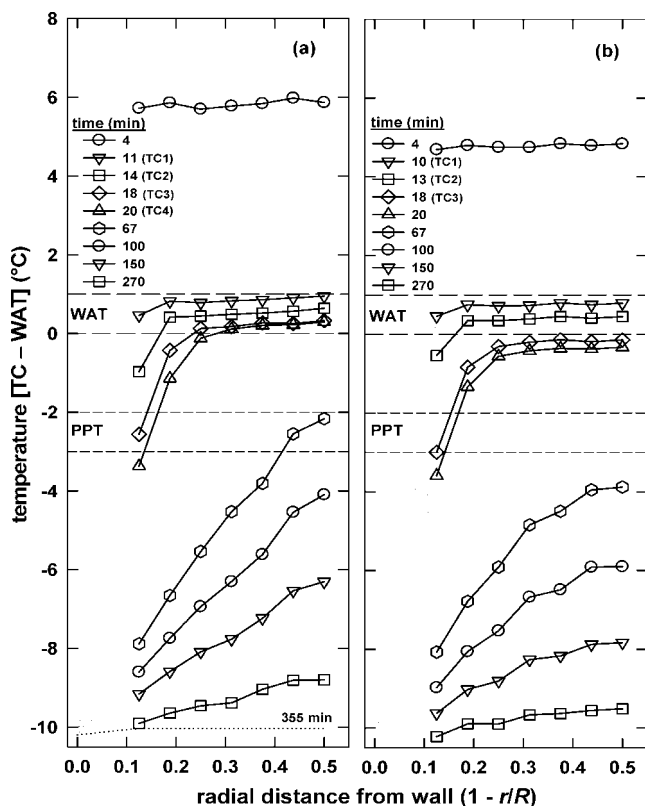 8
6
4
2
0
-2
-4
-6
-8
-10
temperature [TC – WAT] (°C)
(a)
time (min)
4
11 (TC1)
14 (TC2)
18 (TC3)
20 (TC4)
67
100
150
270
WAT
PPT
355 min
0.0 0.1 0.2 0.3 0.4 0.5
(b)
time (min)
4
10 (TC1)
13 (TC2)
18 (TC3)
20
67
100
150
270
WAT
PPT
0.0 0.1 0.2 0.3 0.4 0.5
radial distance from wall (1 - r/R)